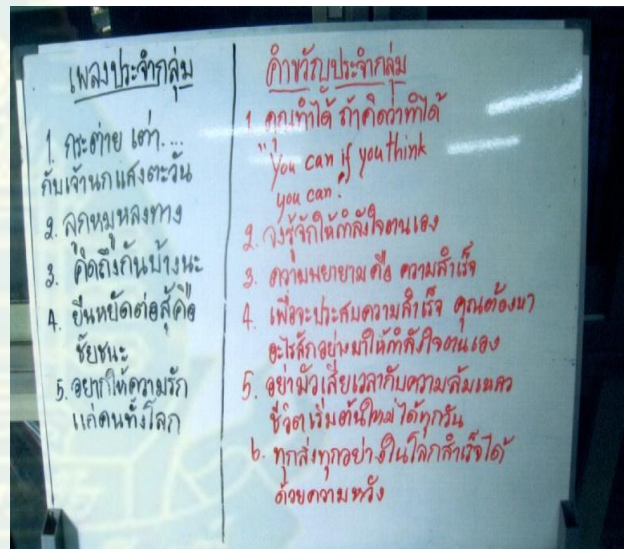 เพลงประจำกลุ่ม
1. กระต่าย เต่า....
กับเจ้านกแสงตะวัน
2. ลูกหมูหลงทาง
3. คิดถึงกันบ้างนะ
4. ยืนหยัดต่อสู้คือ
ชัยชนะ
5. อยากให้ความรัก
แก่คนทั้งโลก
คำขวัญประจำกลุ่ม
1. คุณทำได้ ถ้าคิดว่าทำได้
"You can if you think
you can."
2. จงรู้จักให้กำลังใจตนเอง
3. ความพยายามคือ ความสำเร็จ
4. เพื่อจะประสบความสำเร็จ คุณต้องหา
อะไรสักอย่างมาให้กำลังใจตนเอง
5. อย่ามัวเสียเวลากับความล้มเหลว
ชีวิตเริ่มต้นใหม่ได้ทุกวัน
6. ทุกสิ่งทุกอย่างในโลกสำเร็จได้
ด้วยความหวัง